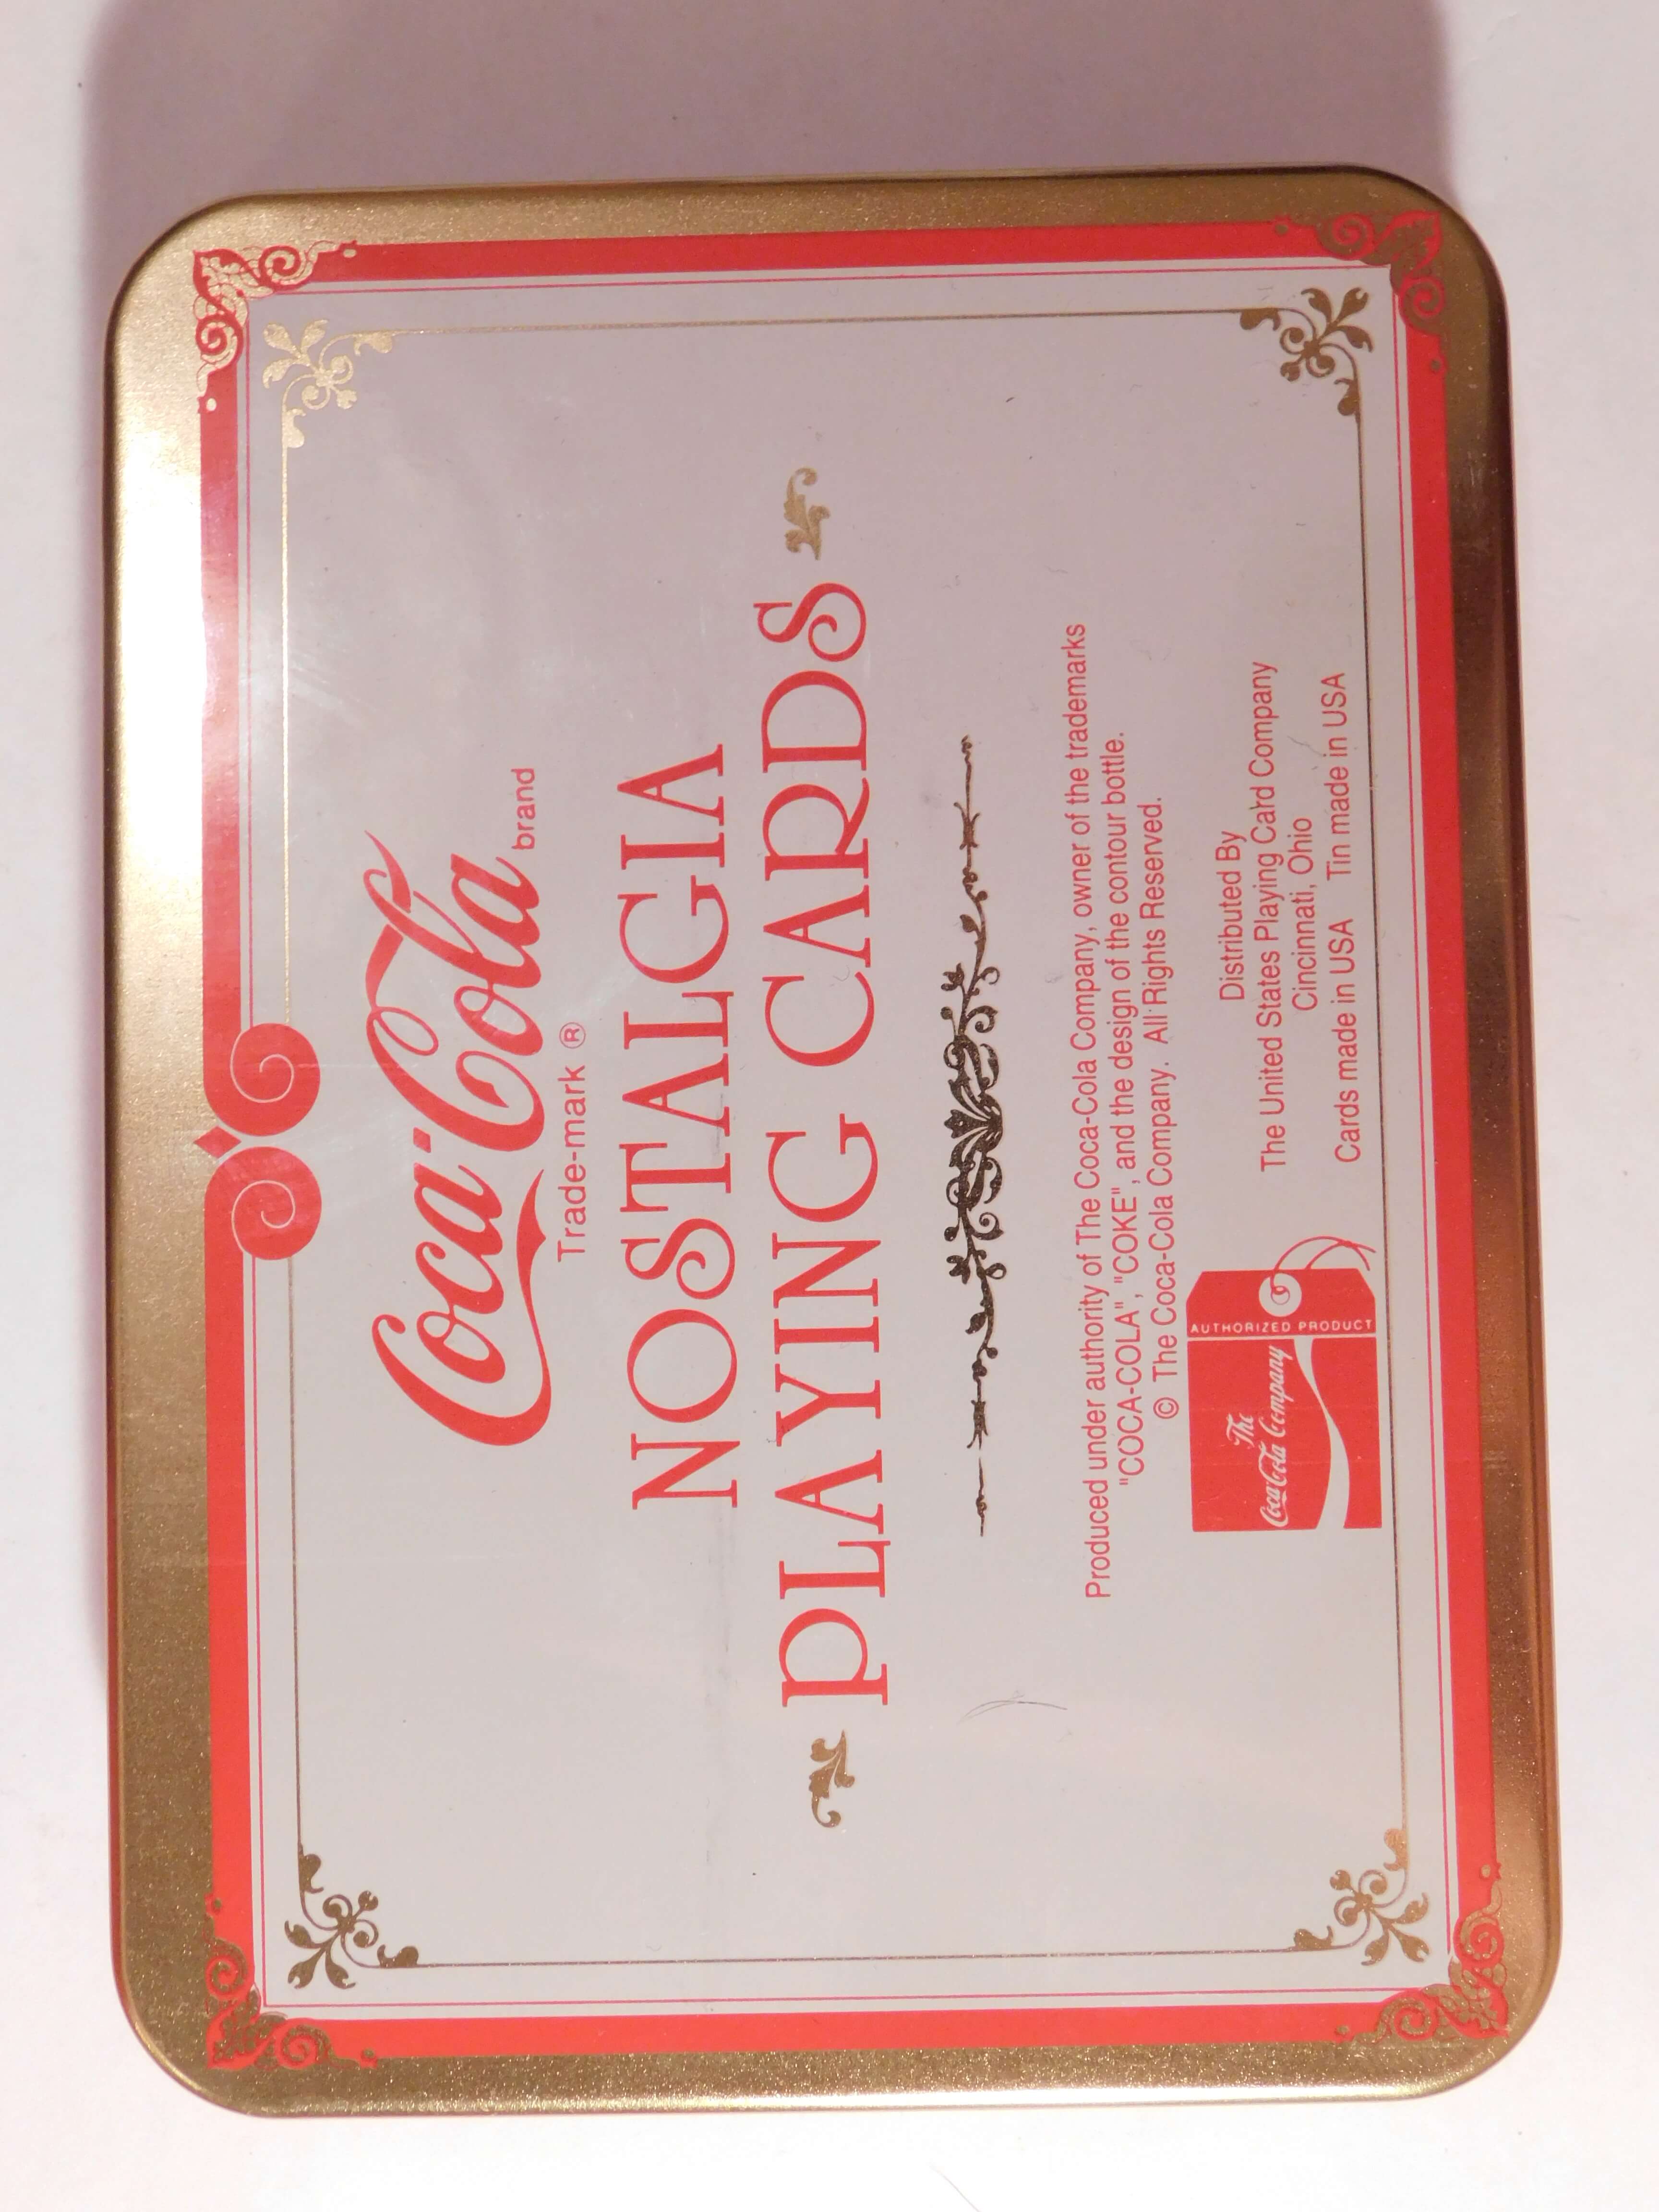 Coca-Cola brand
Trade-mark ®
NOSTALGIA
PLAYING CARDS
Produced under authority of The Coca-Cola Company, owner of the trademarks
"COCA-COLA", "COKE", and the design of the contour bottle.
© The Coca-Cola Company. All Rights Reserved.
AUTHORIZED PRODUCT
The
Coca-Cola Company
Distributed By
The United States Playing Card Company
Cincinnati, Ohio
Cards made in USA Tin made in USA